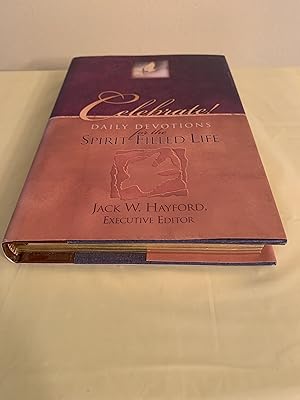 Celebrate!
DAILY DEVOTIONS
for the
SPIRIT-FILLED LIFE
JACK W. HAYFORD,
EXECUTIVE EDITOR